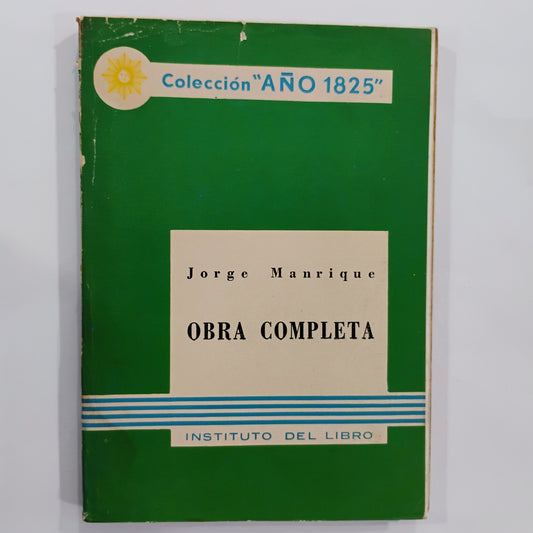 Colección "AÑO 1825"
Jorge Manrique
OBRA COMPLETA
INSTITUTO DEL LIBRO